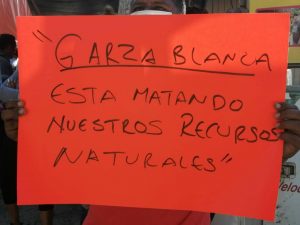 "GARZA BLANCA
ESTA MATANDO
NUESTROS RECURSOS
NATURALES"